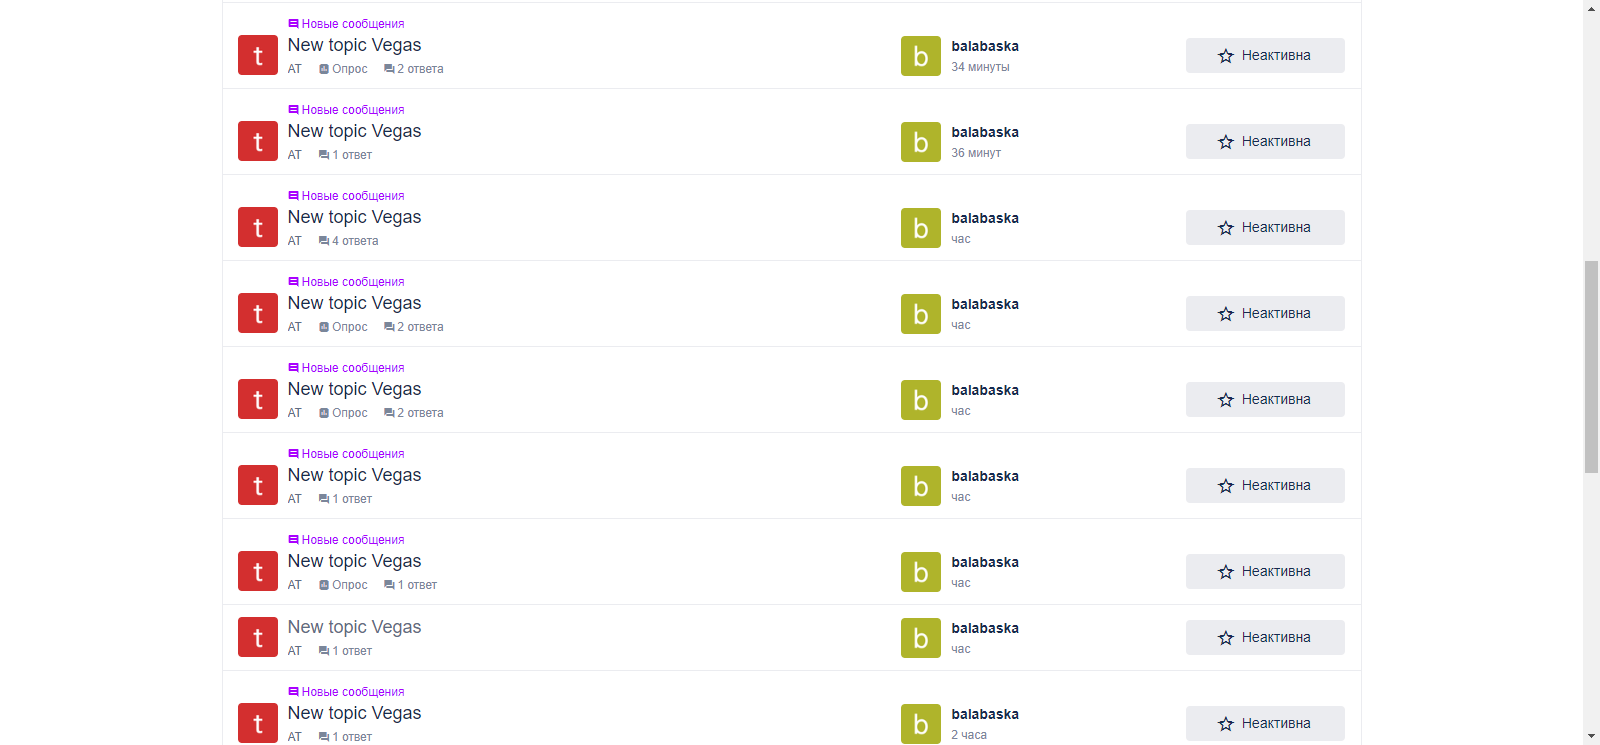 Новые сообщения
t New topic Vegas b balabaska Неактивна
AT Опрос 2 ответа 34 минуты
Новые сообщения
t New topic Vegas b balabaska Неактивна
AT 1 ответ 36 минут
Новые сообщения
t New topic Vegas b balabaska Неактивна
AT 4 ответа час
Новые сообщения
t New topic Vegas b balabaska Неактивна
AT Опрос 2 ответа час
Новые сообщения
t New topic Vegas b balabaska Неактивна
AT Опрос 2 ответа час
Новые сообщения
t New topic Vegas b balabaska Неактивна
AT 1 ответ час
Новые сообщения
t New topic Vegas b balabaska Неактивна
AT Опрос 1 ответ час
t New topic Vegas b balabaska Неактивна
AT 1 ответ час
Новые сообщения
t New topic Vegas b balabaska Неактивна
AT 1 ответ 2 часа